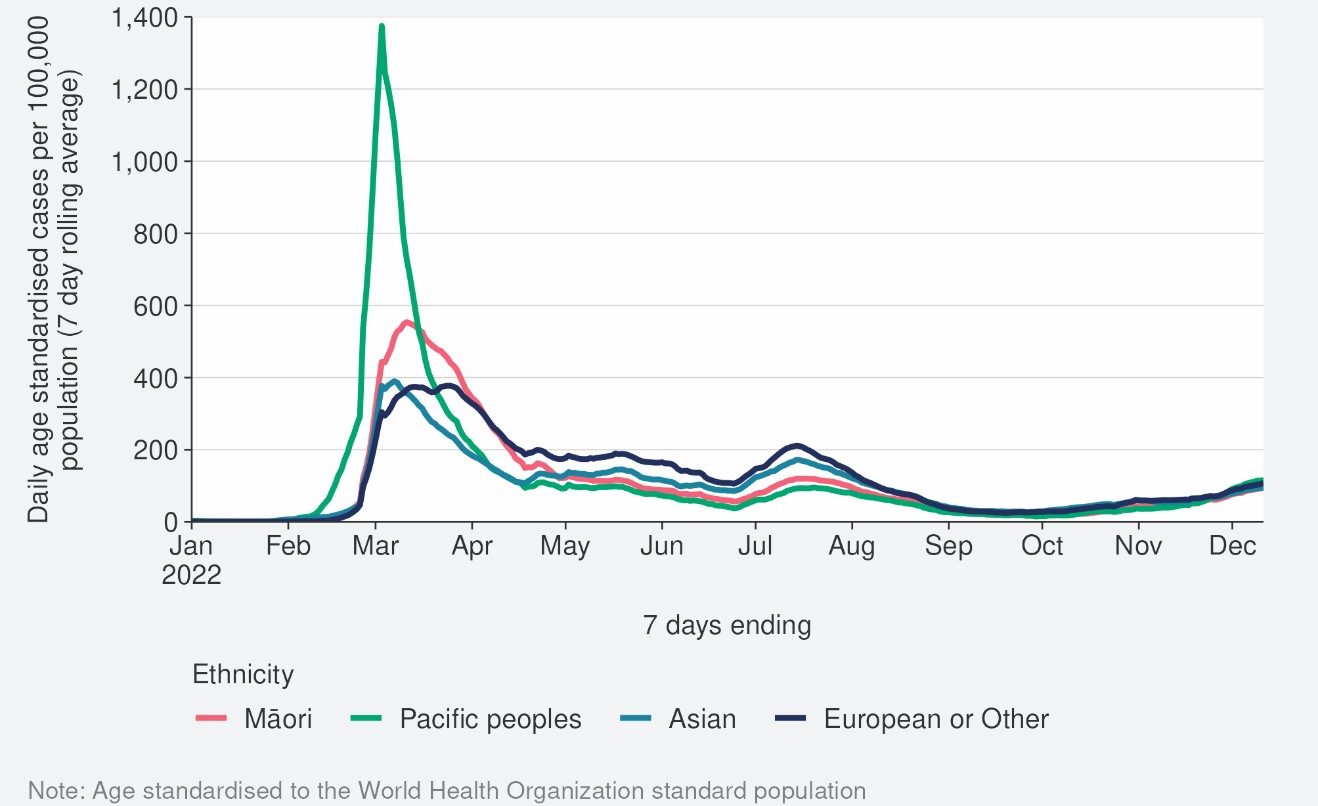 Daily age standardised cases per 100,000
population (7 day rolling average)
1,400
1,200
1,000
800
600
400
200
0
Jan Feb Mar Apr May Jun Jul Aug Sep Oct Nov Dec
2022
7 days ending
Ethnicity
Māori Pacific peoples Asian European or Other
Note: Age standardised to the World Health Organization standard population